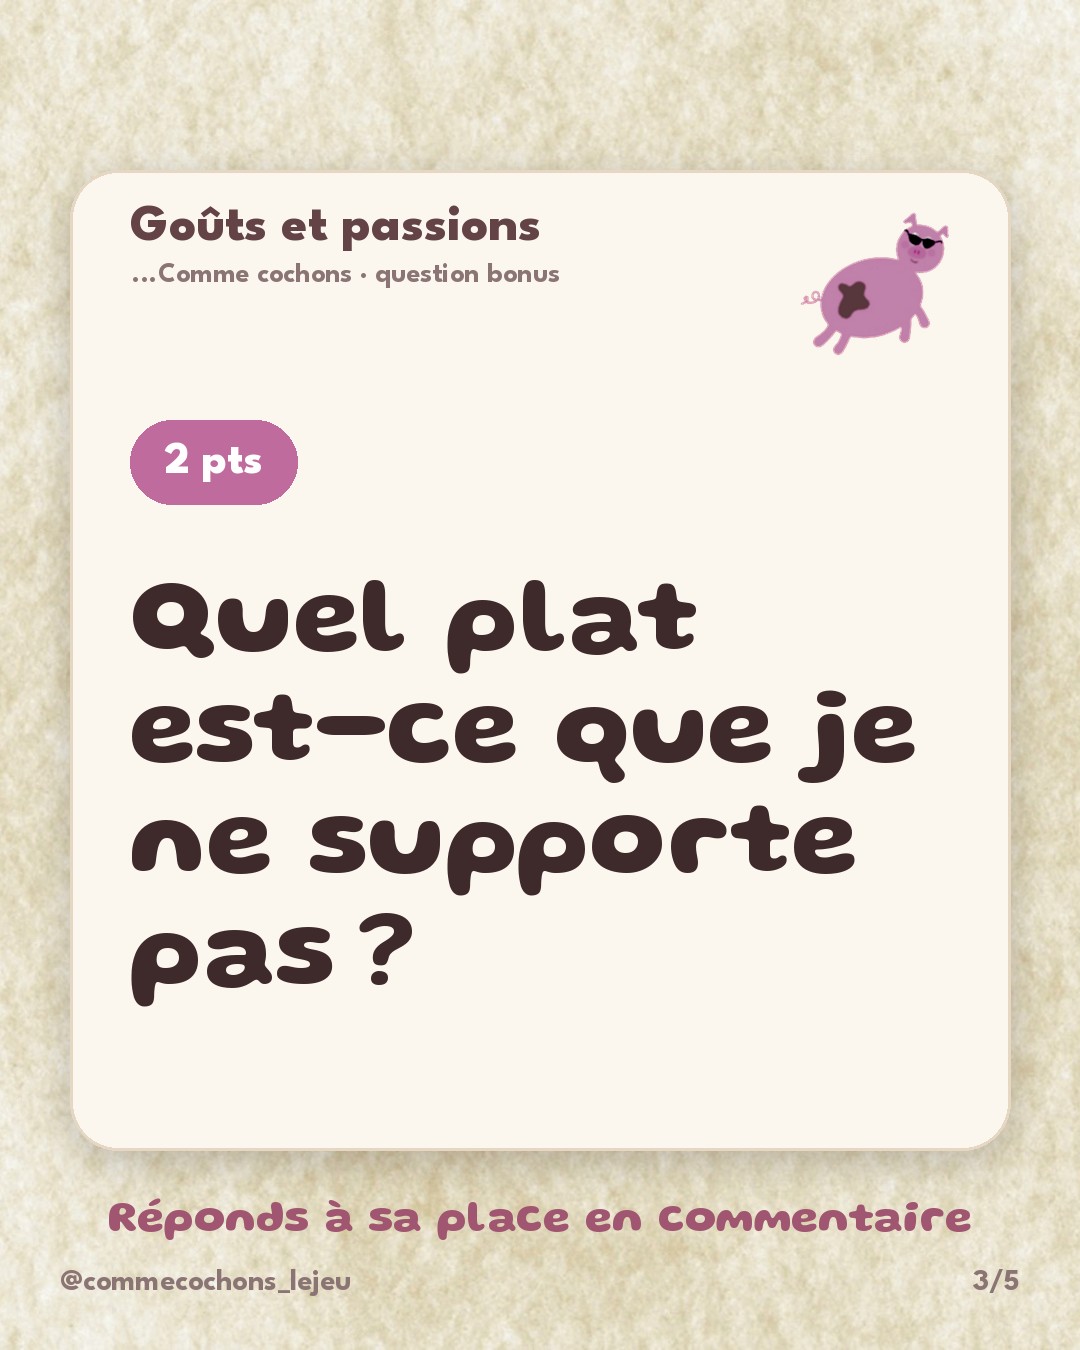 Goûts et passions
...Comme cochons · question bonus
2 pts
Quel plat
est-ce que je
ne supporte
pas ?
Réponds à sa place en commentaire
@commecochons_lejeu
3/5